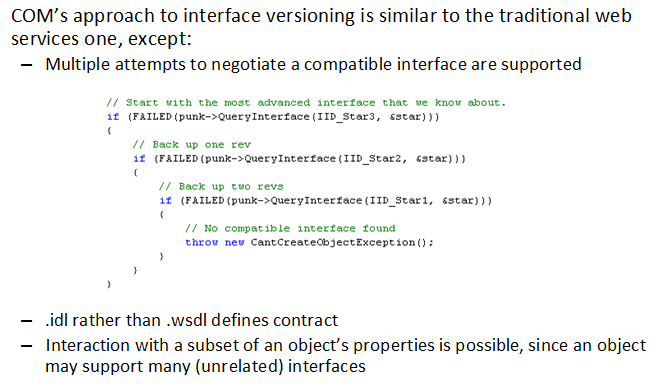 COM's approach to interface versioning is similar to the traditional web
services one, except:
– Multiple attempts to negotiate a compatible interface are supported
// Start with the most advanced interface that we know about.
if (FAILED(punk->QueryInterface(IID_Star3, &star)))
{
// Back up one rev
if (FAILED(punk->QueryInterface(IID_Star2, &star)))
{
// Back up two revs
if (FAILED(punk->QueryInterface(IID_Star1, &star)))
{
// No compatible interface found
throw new CantCreateObjectException();
}
}
}
– .idl rather than .wsdl defines contract
– Interaction with a subset of an object's properties is possible, since an object
may support many (unrelated) interfaces